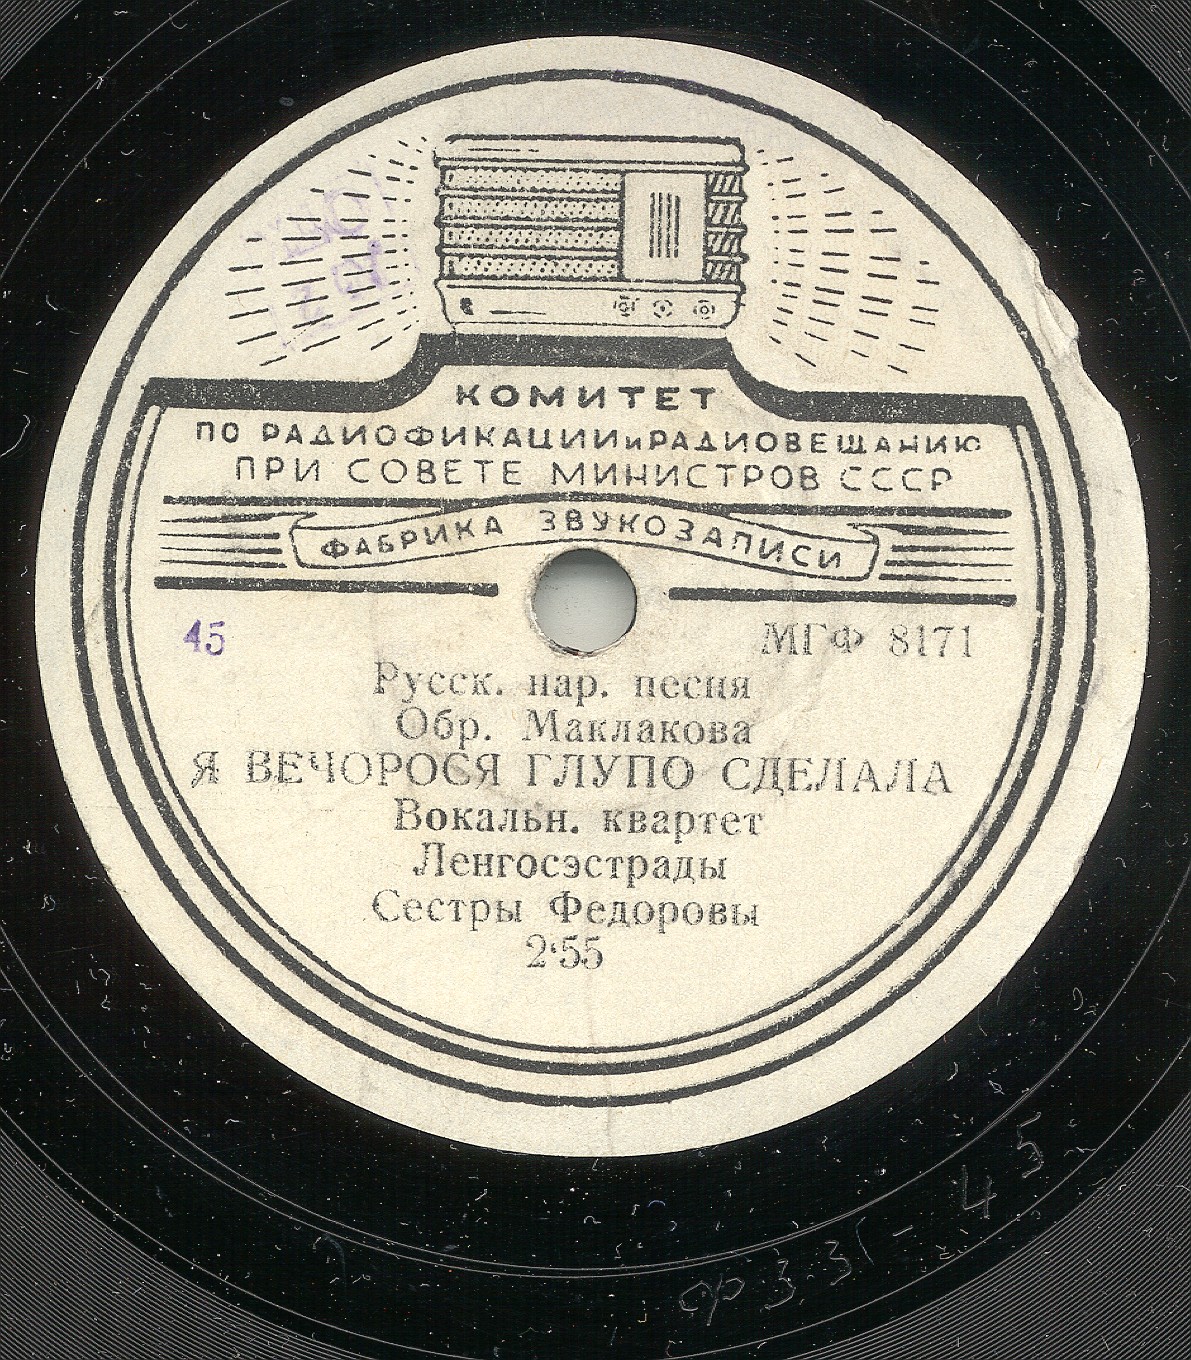 КОМИТЕТ
ПО РАДИОФИКАЦИИ и РАДИОВЕЩАНИЮ
ПРИ СОВЕТЕ МИНИСТРОВ СССР
ФАБРИКА ЗВУКОЗАПИСИ
45 МГФ 8171
Русск. нар. песня
Обр. Маклакова
Я ВЕЧОРОСЯ ГЛУПО СДЕЛАЛА
Вокальн. квартет
Ленгосэстрады
Сестры Федоровы
2·55
45